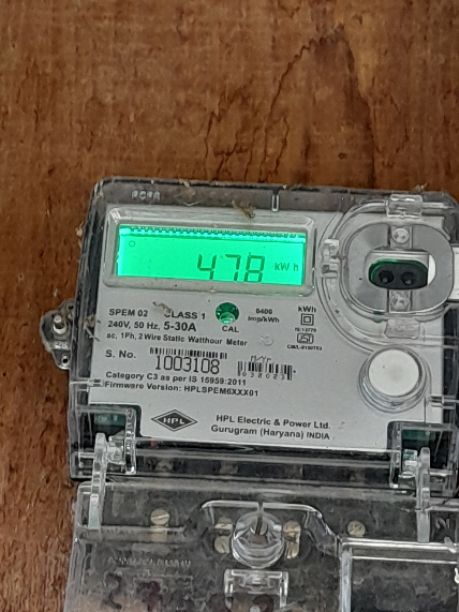 478 kWh
SPEM 02 CLASS 1
240V, 50 Hz, 5-30A
CAL
6400
imp/kWh
kWh
ac, 1Ph, 2 Wire Static Watthour Meter
S. No.
1003108
M/Yr
Category C3 as per IS 15959:2011
Firmware Version: HPLSPEM6XXX01
HPL
HPL Electric & Power Ltd.
Gurugram (Haryana) INDIA